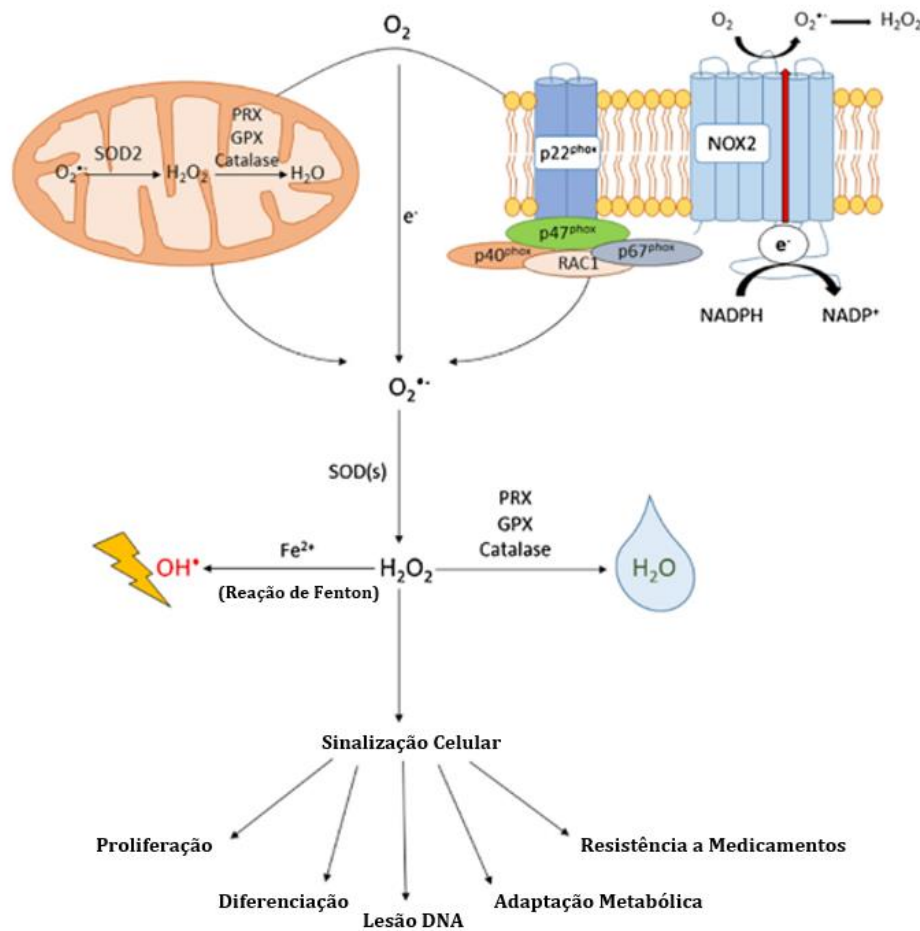 O₂
O₂ O₂•- H₂O₂
PRX
GPX
Catalase
SOD2
O₂•- H₂O₂ H₂O
p22phox
NOX2
e-
p47phox
p40phox
p67phox
RAC1
e-
NADPH NADP+
O₂•-
SOD(s)
PRX
GPX
Catalase
Fe²⁺
OH• H₂O₂ H₂O
(Reação de Fenton)
Sinalização Celular
Proliferação
Resistência a Medicamentos
Diferenciação
Adaptação Metabólica
Lesão DNA